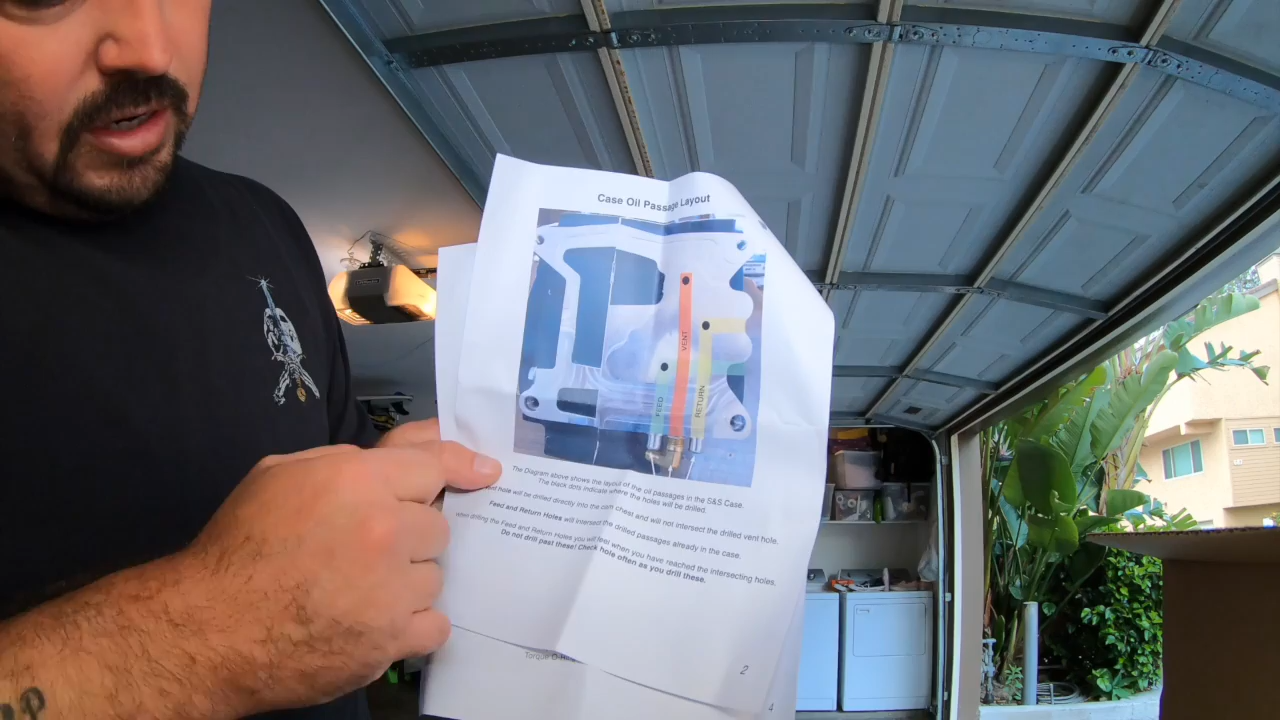 Case Oil Passage Layout
VENT
FEED
RETURN
The Diagram above shows the layout of the oil passages in the S&S Case.
The black dots indicate where the holes will be drilled.
hole will be drilled directly into the cam chest and will not intersect the drilled vent hole.
Feed and Return Holes will intersect the drilled passages already in the case.
When drilling the Feed and Return Holes you will feel when you have reached the intersecting holes.
Do not drill past these! Check hole often as you drill these.
2
Torque
4